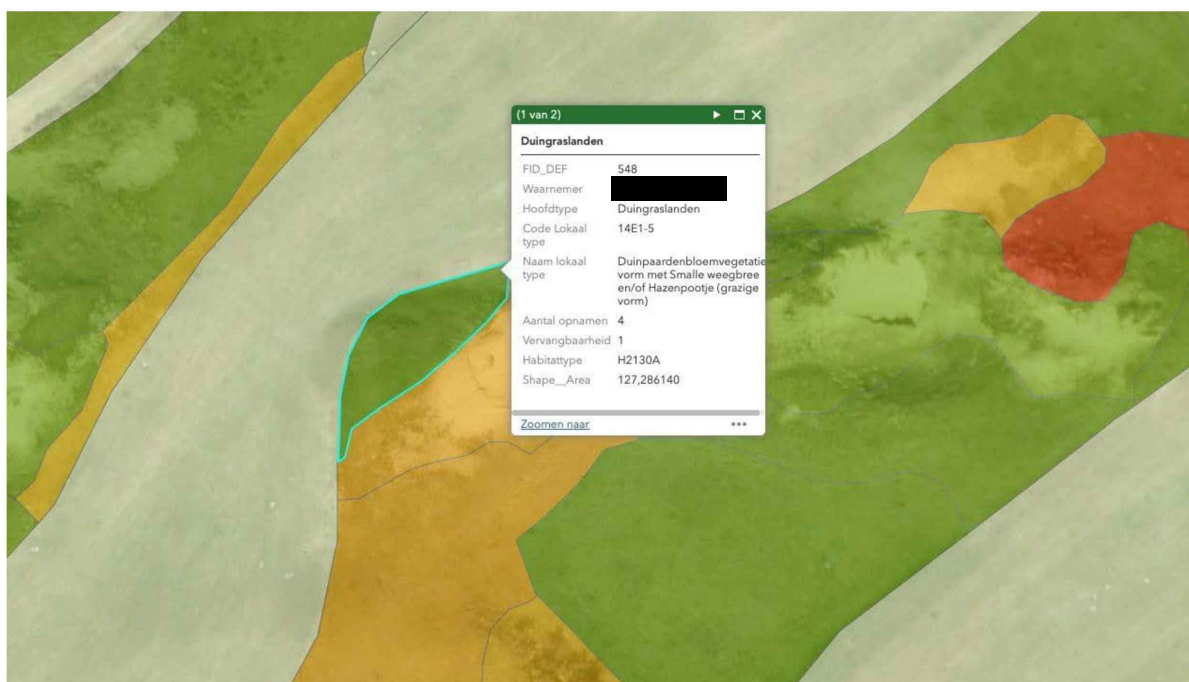 (1 van 2)
Duingraslanden
FID_DEF 548
Waarnemer
Hoofdtype Duingraslanden
Code Lokaal type 14E1-5
Naam lokaal type Duinpaardenbloemvegetatie
vorm met Smalle weegbree
en/of Hazenpootje (grazige
vorm)
Aantal opnamen 4
Vervangbaarheid 1
Habitattype H2130A
Shape__Area 127,286140
Zoomen naar